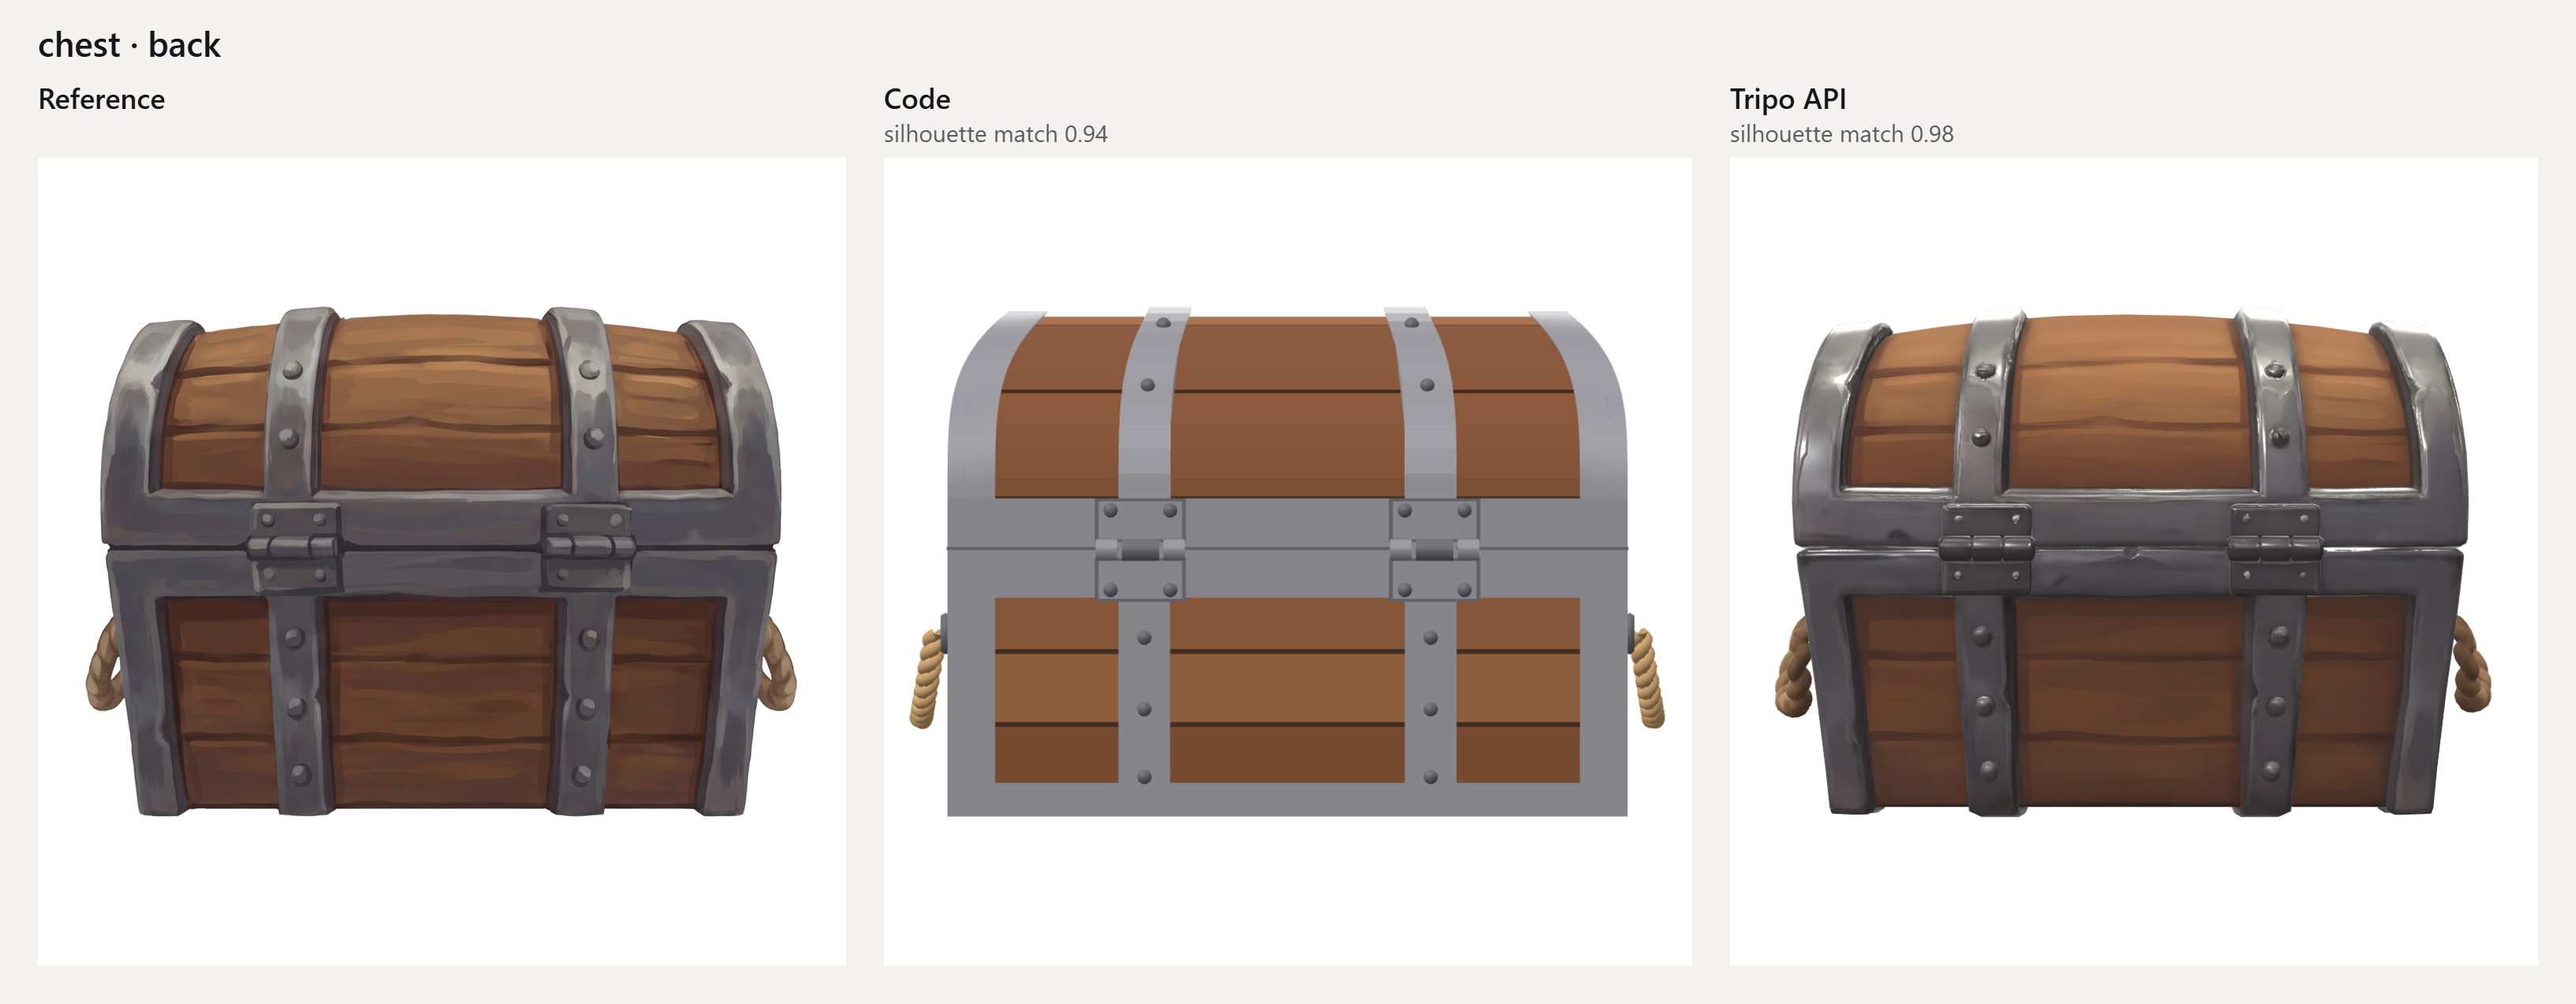 chest · back
Reference
Code
silhouette match 0.94
Tripo API
silhouette match 0.98